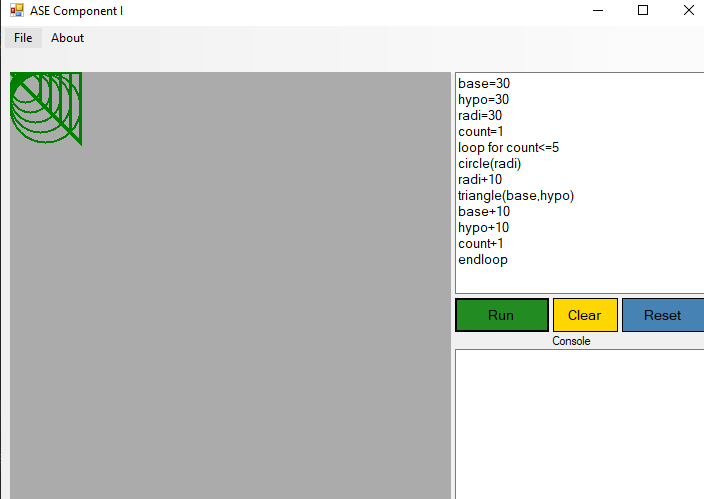 ASE Component I
File About
base=30
hypo=30
radi=30
count=1
loop for count<=5
circle(radi)
radi+10
triangle(base,hypo)
base+10
hypo+10
count+1
endloop
Run Clear Reset
Console